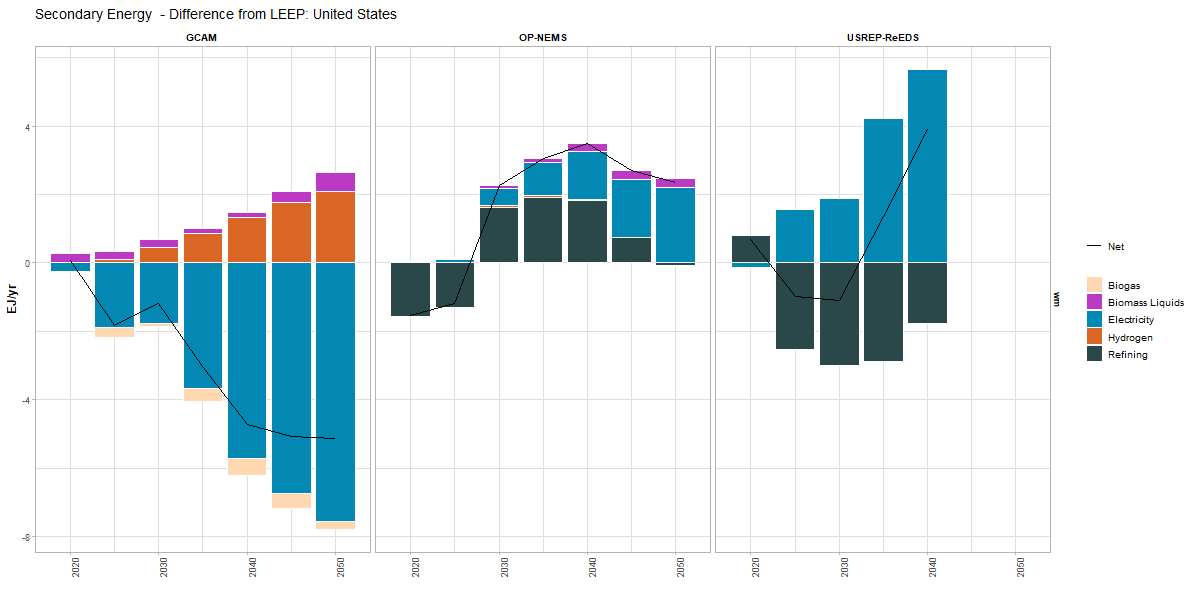 Secondary Energy  - Difference from LEEP: United States
GCAM
OP-NEMS
USREP-ReEDS
EJ/yr
4
0
-4
-8
2020
2030
2040
2050
2020
2030
2040
2050
2020
2030
2040
2050
wm
Net
Biogas
Biomass Liquids
Electricity
Hydrogen
Refining